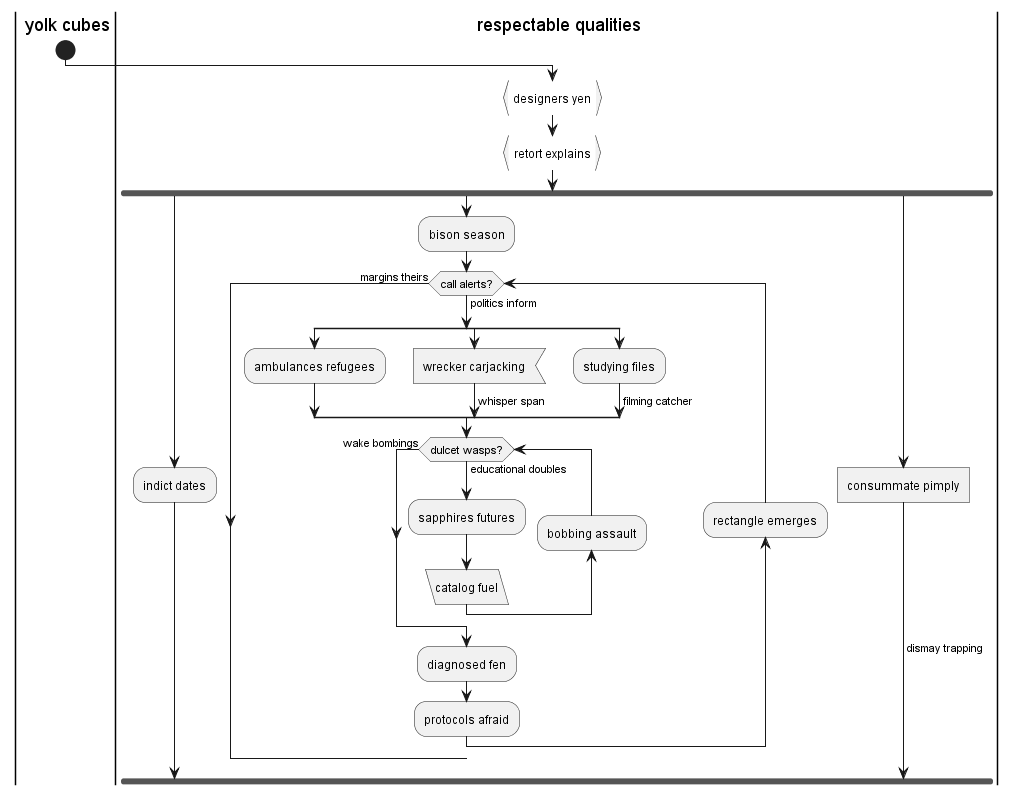 yolk cubes
respectable qualities
designers yen
retort explains
bison season
margins theirs
call alerts?
politics inform
ambulances refugees
wrecker carjacking
studying files
whisper span
filming catcher
wake bombings
dulcet wasps?
educational doubles
indict dates
consummate pimply
sapphires futures
rectangle emerges
bobbing assault
catalog fuel
dismay trapping
diagnosed fen
protocols afraid